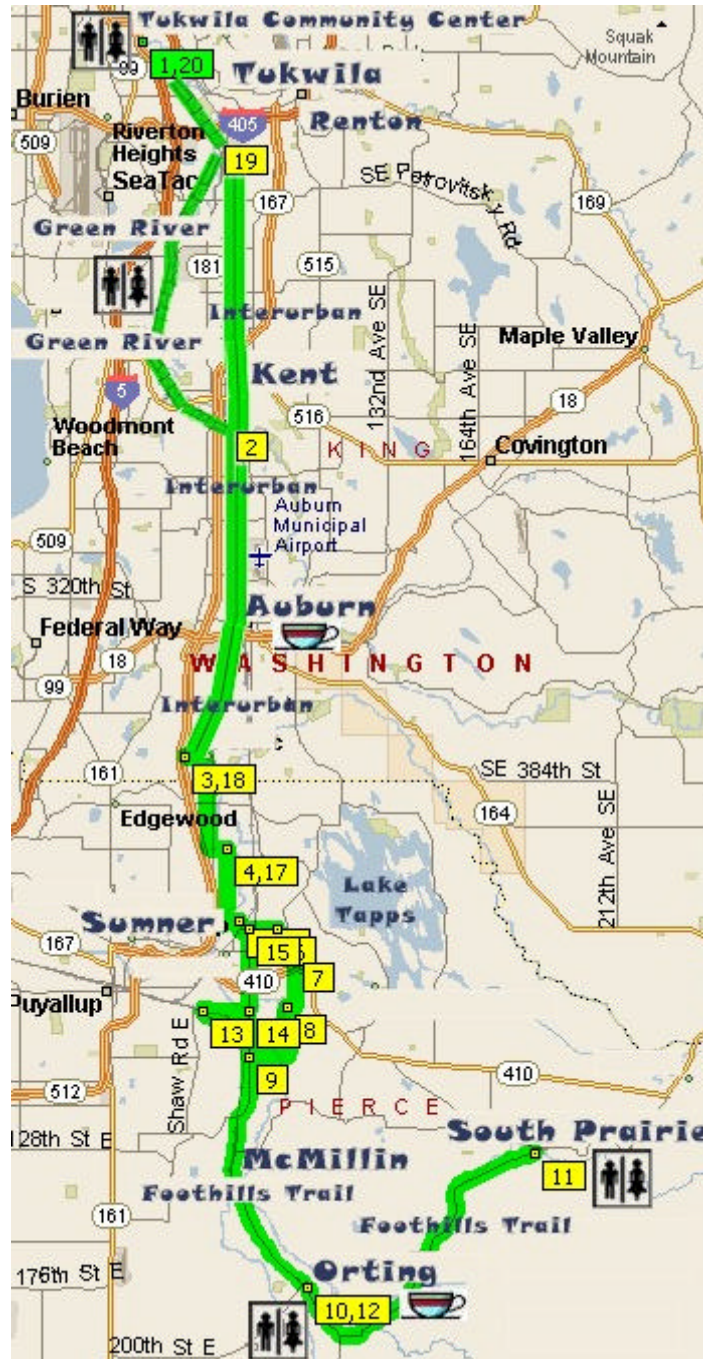 Tukwila Community Center
Squak
Mountain
99
1,20
Tukwila
Burien
405
Renton
Riverton
Heights
509
19
SeaTac
SE Petrovitsky Rd
167
169
Green River
181
515
Interurban
132nd Ave SE
164th Ave SE
Green River
Maple Valley
Kent
5
18
516
Woodmont
Beach
2
KING
Covington
Interurban
Auburn
Municipal
Airport
509
S 320th St
Auburn
Federal Way
18
WASHINGTON
99
Interurban
c
161
3,18
SE 384th St
164
212th Ave SE
Edgewood
4,17
Lake
Tapps
Sumner
167
15
7
410
Puyallup
13
14
8
Shaw Rd E
9
410
512
PIERCE
128th St E
South Prairie
McMillin
11
Foothills Trail
161
Foothills Trail
176th St E
Orting
10,12
200th St E